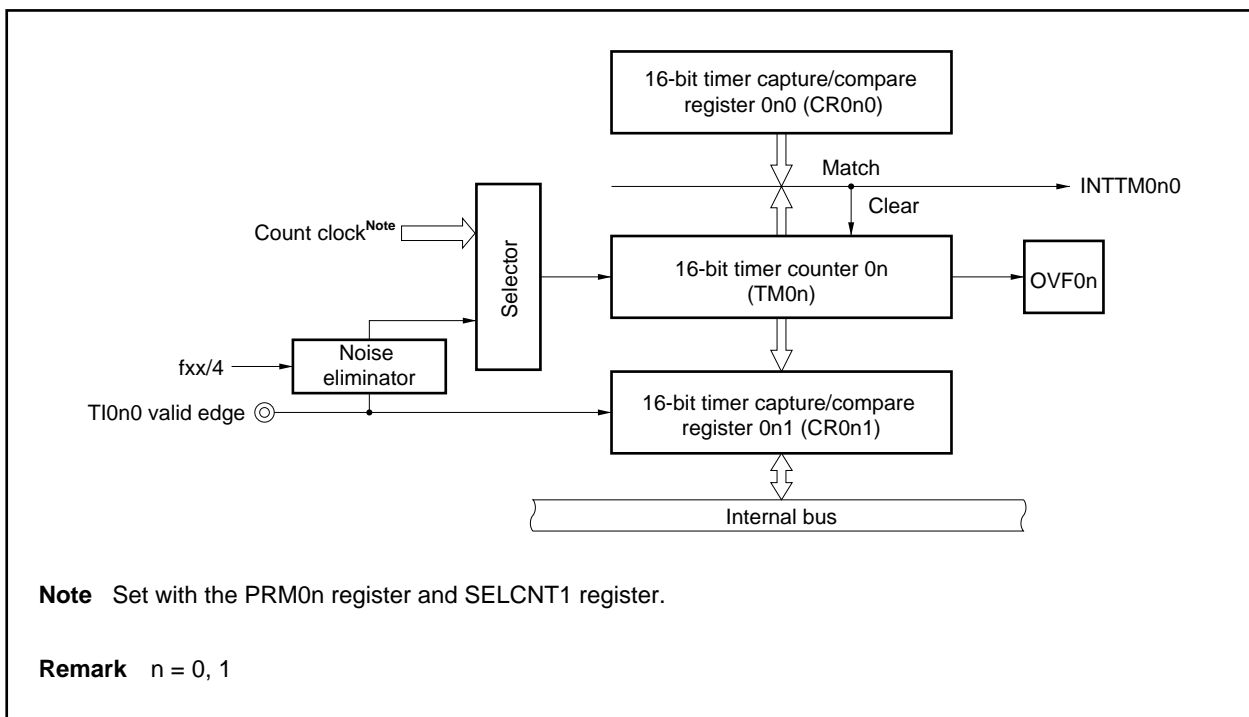 16-bit timer capture/compare
register 0n0 (CR0n0)
Match
INTTM0n0
Clear
Count clockNote
Selector
16-bit timer counter 0n
(TM0n)
OVF0n
fxx/4
Noise
eliminator
TI0n0 valid edge
16-bit timer capture/compare
register 0n1 (CR0n1)
Internal bus
Note Set with the PRM0n register and SELCNT1 register.
Remark n = 0, 1